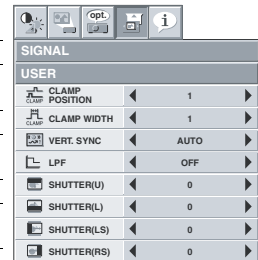 opt.
i
SIGNAL
USER
CLAMP
CLAMP POSITION 1
CLAMP
CLAMP WIDTH 1
VERT. SYNC AUTO
LPF OFF
SHUTTER(U) 0
SHUTTER(L) 0
SHUTTER(LS) 0
SHUTTER(RS) 0